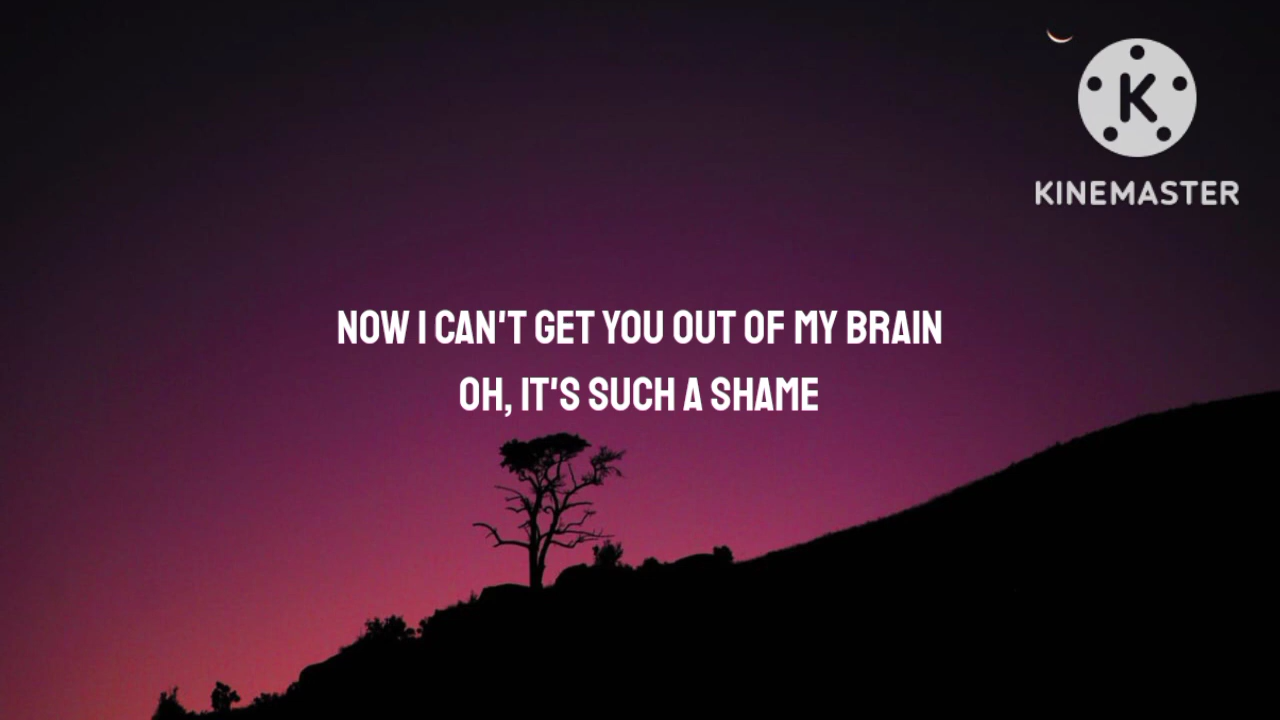 K
KINEMASTER
NOW I CAN'T GET YOU OUT OF MY BRAIN
OH, IT'S SUCH A SHAME